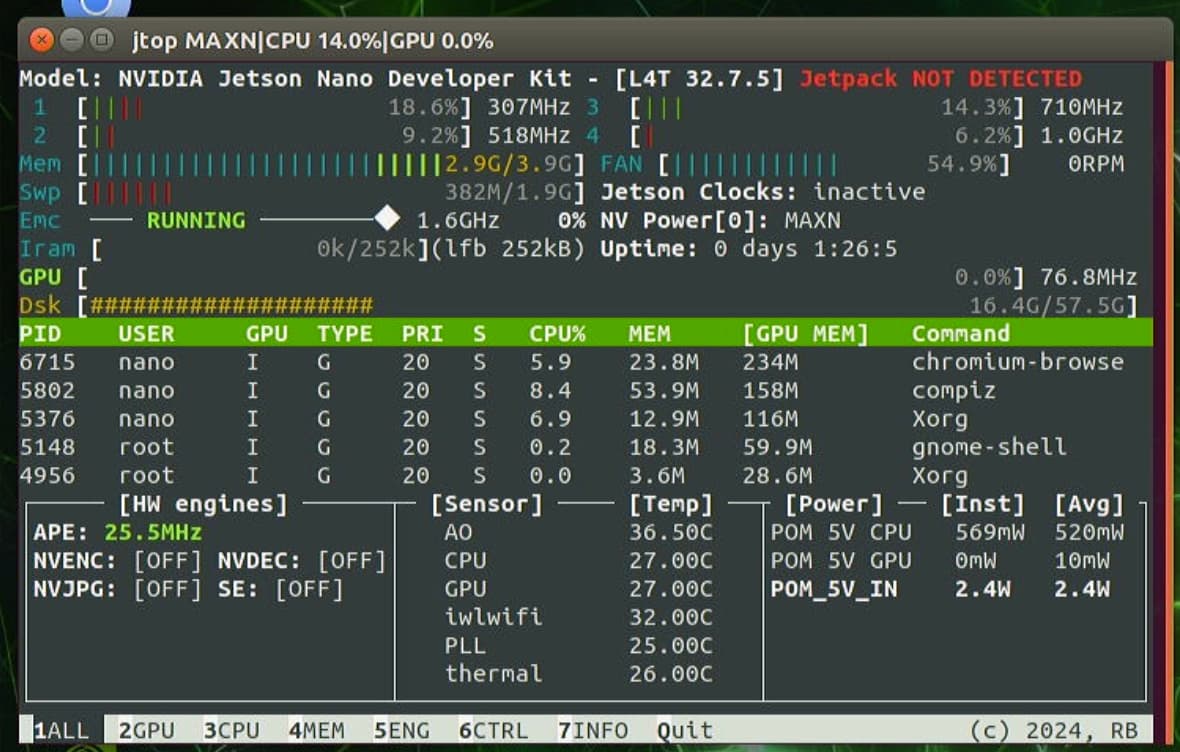 jtop MAXN|CPU 14.0%|GPU 0.0%
Model: NVIDIA Jetson Nano Developer Kit - [L4T 32.7.5] Jetpack NOT DETECTED
1 [|||| 18.6%] 307MHz 3 [||| 14.3%] 710MHz
2 [|| 9.2%] 518MHz 4 [| 6.2%] 1.0GHz
Mem [|||||||||||||||||||||||||2.9G/3.9G] FAN [|||||||||||| 54.9%] 0RPM
Swp [|||||| 382M/1.9G] Jetson Clocks: inactive
Emc RUNNING 1.6GHz 0% NV Power[0]: MAXN
Iram [ 0k/252k](lfb 252kB) Uptime: 0 days 1:26:5
GPU [ 0.0%] 76.8MHz
Dsk [#################### 16.4G/57.5G]
PID USER GPU TYPE PRI S CPU% MEM [GPU MEM] Command
6715 nano I G 20 S 5.9 23.8M 234M chromium-browse
5802 nano I G 20 S 8.4 53.9M 158M compiz
5376 nano I G 20 S 6.9 12.9M 116M Xorg
5148 root I G 20 S 0.2 18.3M 59.9M gnome-shell
4956 root I G 20 S 0.0 3.6M 28.6M Xorg
[HW engines] [Sensor] [Temp] [Power] [Inst] [Avg]
APE: 25.5MHz AO 36.50C POM 5V CPU 569mW 520mW
NVENC: [OFF] NVDEC: [OFF] CPU 27.00C POM 5V GPU 0mW 10mW
NVJPG: [OFF] SE: [OFF] GPU 27.00C POM_5V_IN 2.4W 2.4W
iwlwifi 32.00C
PLL 25.00C
thermal 26.00C
1ALL 2GPU 3CPU 4MEM 5ENG 6CTRL 7INFO Quit (c) 2024, RB